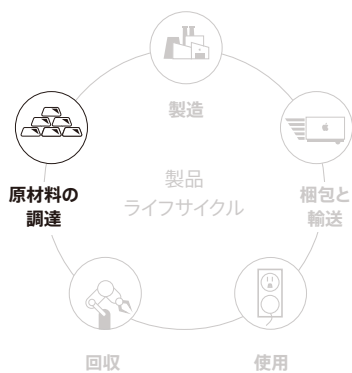 製造
原材料の
調達
製品
ライフサイクル
梱包と
輸送
回収
使用